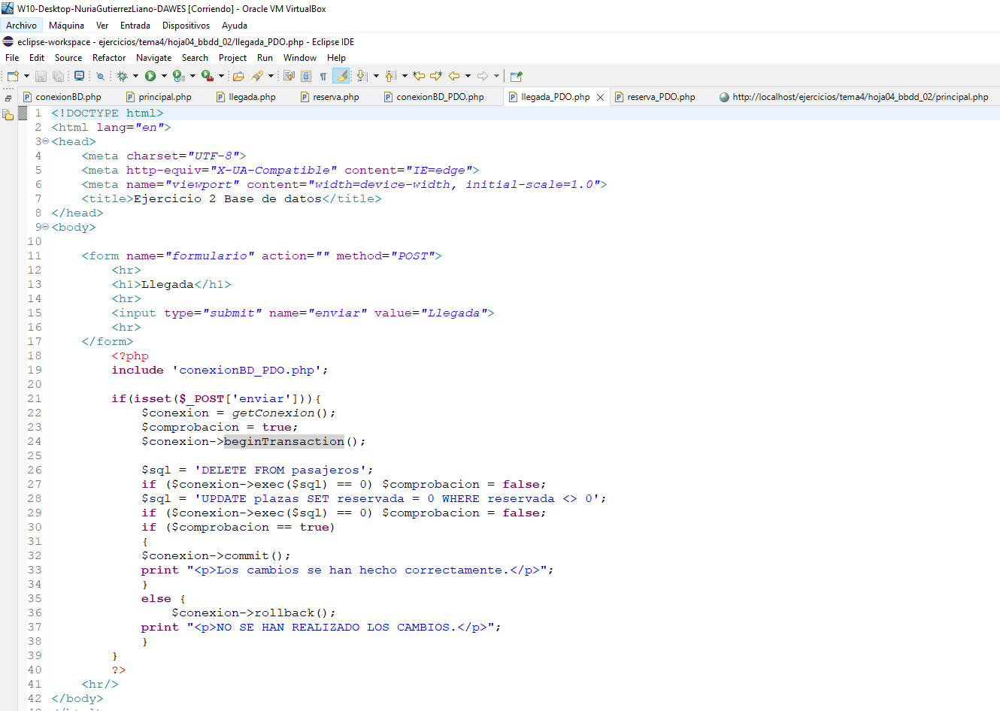 W10-Desktop-NuriaGutierrezLiano-DAWES [Corriendo] - Oracle VM VirtualBox
Archivo Máquina Ver Entrada Dispositivos Ayuda
eclipse-workspace - ejercicios/tema4/hoja04_bbdd_02/llegada_PDO.php - Eclipse IDE
File Edit Source Refactor Navigate Search Project Run Window Help
conexionBD.php principal.php llegada.php reserva.php conexionBD_PDO.php llegada_PDO.php reserva_PDO.php http://localhost/ejercicios/tema4/hoja04_bbdd_02/principal.php
1 <!DOCTYPE html>
2 <html lang="en">
3 <head>
4     <meta charset="UTF-8">
5     <meta http-equiv="X-UA-Compatible" content="IE=edge">
6     <meta name="viewport" content="width=device-width, initial-scale=1.0">
7     <title>Ejercicio 2 Base de datos</title>
8 </head>
9 <body>
10
11     <form name="formulario" action="" method="POST">
12         <hr>
13         <h1>Llegada</h1>
14         <hr>
15         <input type="submit" name="enviar" value="Llegada">
16         <hr>
17     </form>
18         <?php
19         include 'conexionBD_PDO.php';
20
21         if(isset($_POST['enviar'])){
22             $conexion = getConexion();
23             $comprobacion = true;
24             $conexion->beginTransaction();
25
26             $sql = 'DELETE FROM pasajeros';
27             if ($conexion->exec($sql) == 0) $comprobacion = false;
28             $sql = 'UPDATE plazas SET reservada = 0 WHERE reservada <> 0';
29             if ($conexion->exec($sql) == 0) $comprobacion = false;
30             if ($comprobacion == true)
31             {
32             $conexion->commit();
33             print "<p>Los cambios se han hecho correctamente.</p>";
34             }
35             else {
36                 $conexion->rollback();
37             print "<p>NO SE HAN REALIZADO LOS CAMBIOS.</p>";
38             }
39         }
40         ?>
41     <hr/>
42 </body>